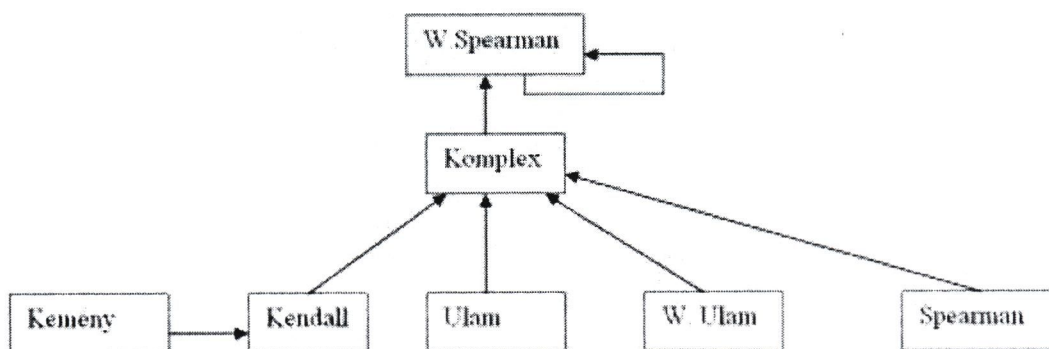 W.Spearman
Komplex
Kemeny
Kendall
Ulam
W. Ulam
Spearman